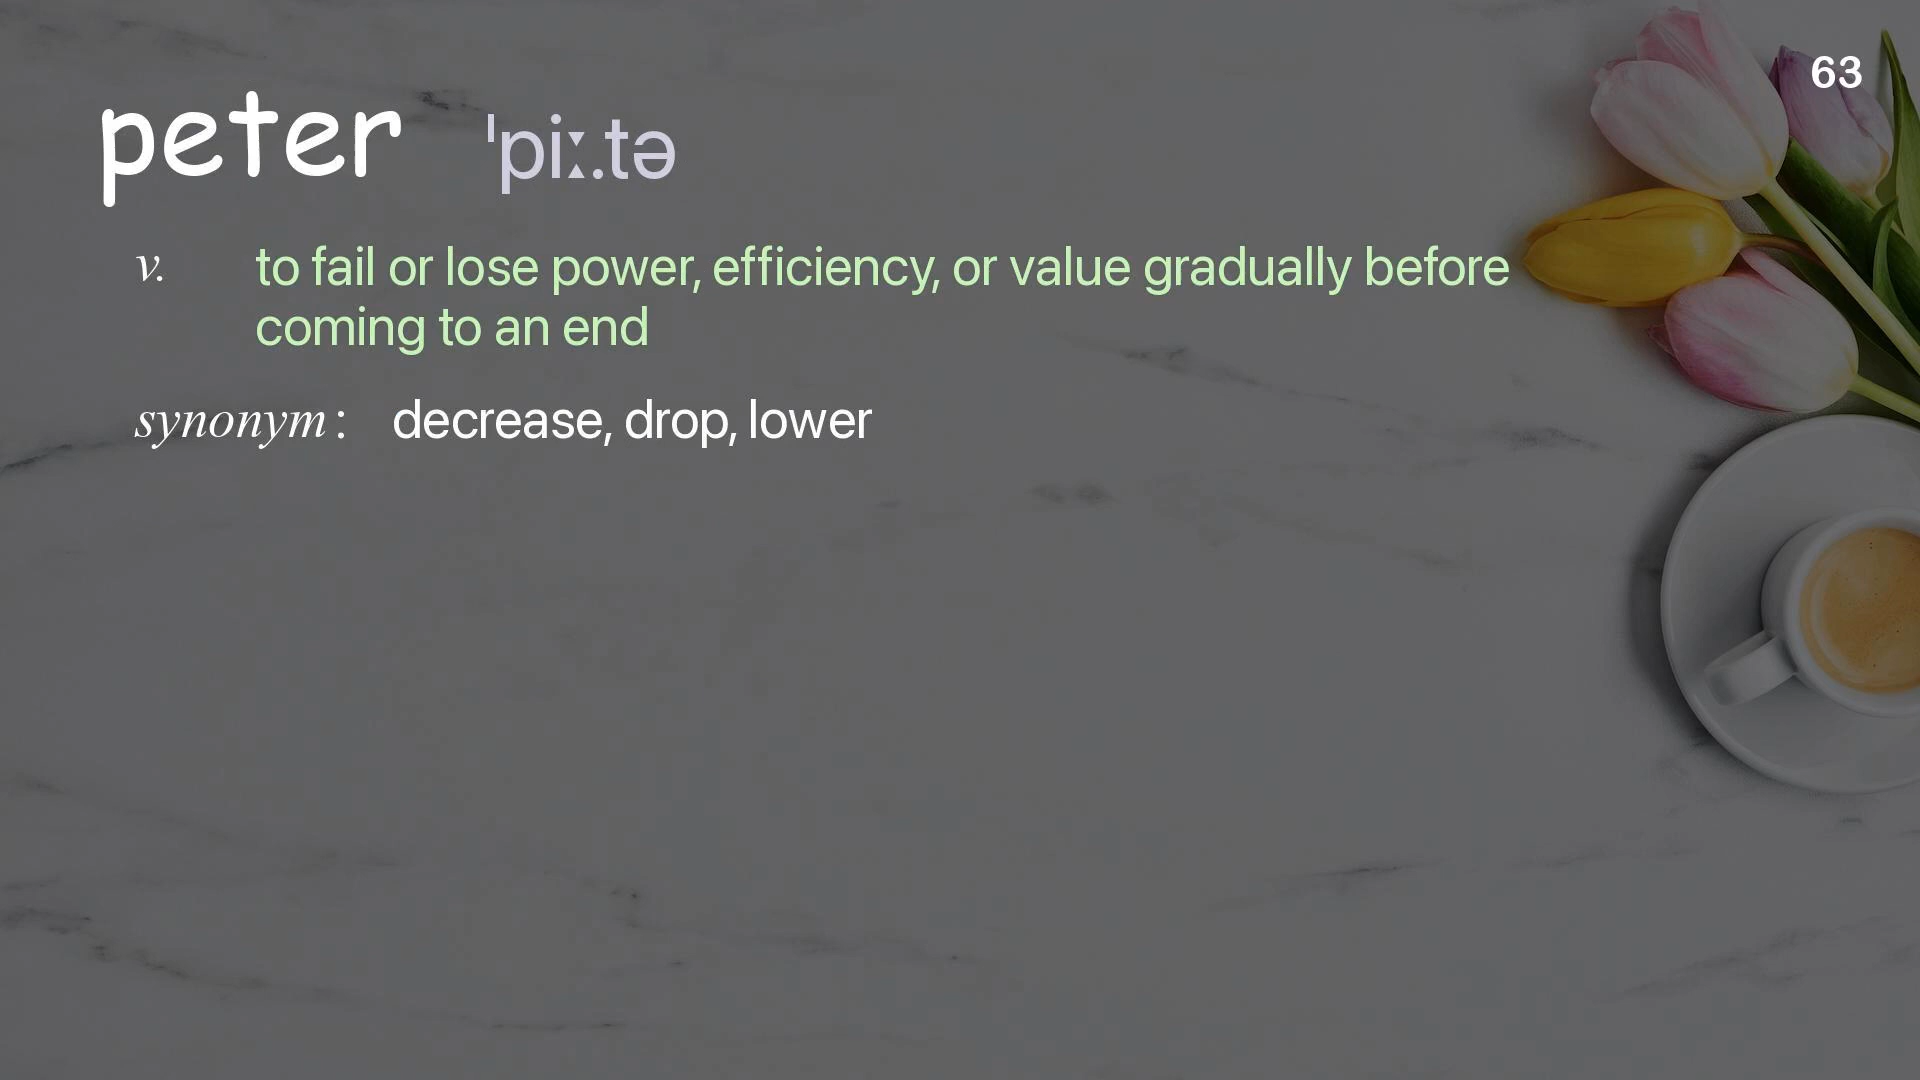 63
peter ˈpiː.tə
v. to fail or lose power, efficiency, or value gradually before
coming to an end
synonym: decrease, drop, lower